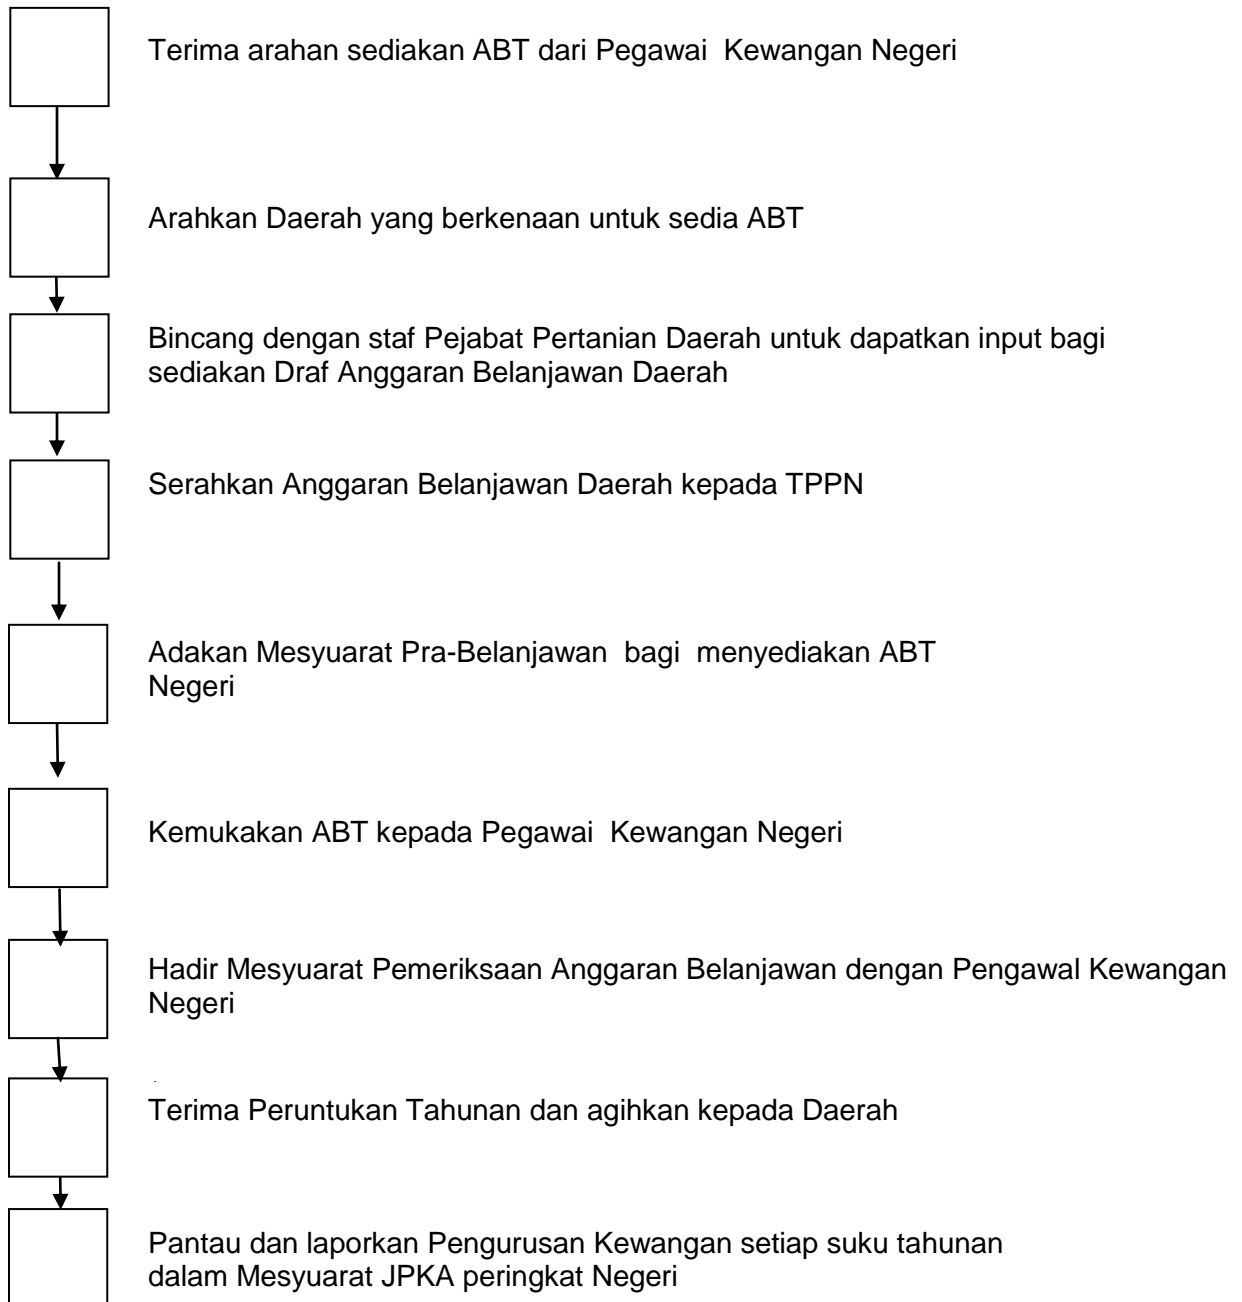 Terima arahan sediakan ABT dari Pegawai  Kewangan Negeri
Arahkan Daerah yang berkenaan untuk sedia ABT
Bincang dengan staf Pejabat Pertanian Daerah untuk dapatkan input bagi
sediakan Draf Anggaran Belanjawan Daerah
Serahkan Anggaran Belanjawan Daerah kepada TPPN
Adakan Mesyuarat Pra-Belanjawan  bagi  menyediakan ABT
Negeri
Kemukakan ABT kepada Pegawai  Kewangan Negeri
Hadir Mesyuarat Pemeriksaan Anggaran Belanjawan dengan Pengawal Kewangan
Negeri
Terima Peruntukan Tahunan dan agihkan kepada Daerah
Pantau dan laporkan Pengurusan Kewangan setiap suku tahunan
dalam Mesyuarat JPKA peringkat Negeri